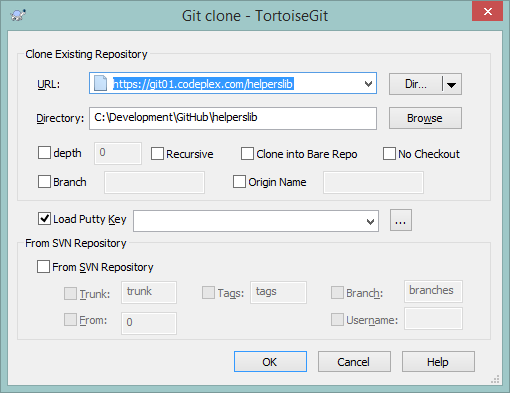 Git clone - TortoiseGit
Clone Existing Repository
URL: https://git01.codeplex.com/helperslib Dir...
Directory: C:\Development\GitHub\helperslib Browse
depth 0 Recursive Clone into Bare Repo No Checkout
Branch Origin Name
Load Putty Key ...
From SVN Repository
From SVN Repository
Trunk: trunk Tags: tags Branch: branches
From: 0 Username:
OK Cancel Help